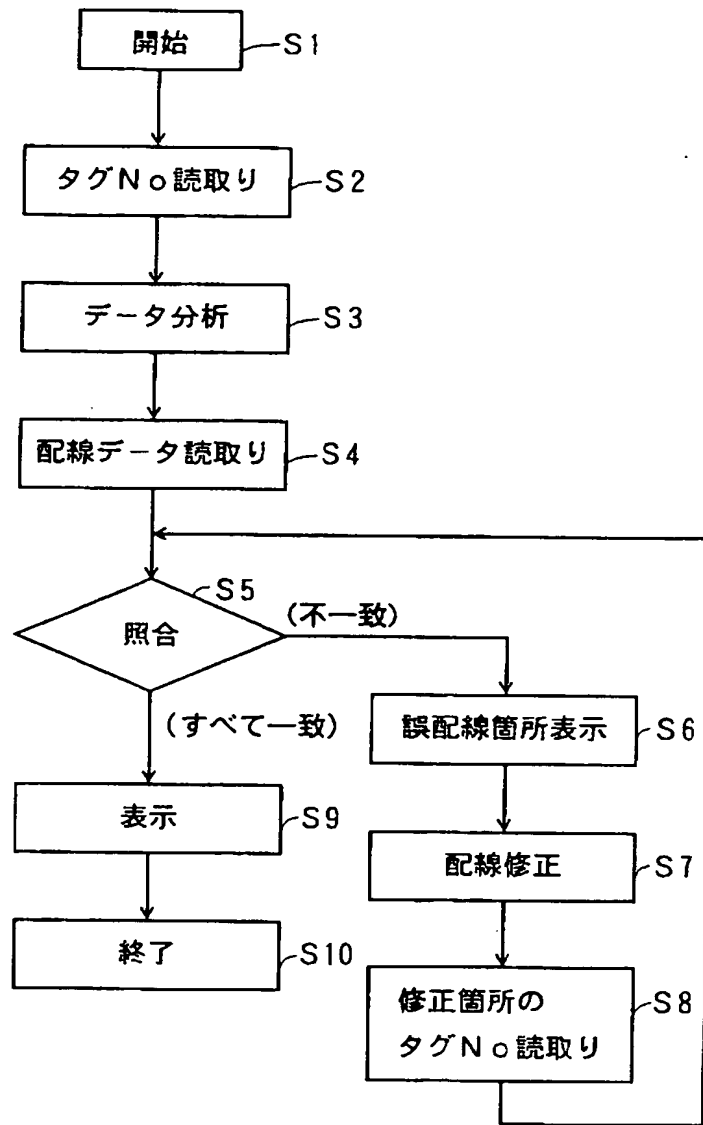 開始 S1
タグNo読取り S2
データ分析 S3
配線データ読取り S4
S5
照合
(不一致)
(すべて一致)
誤配線箇所表示 S6
配線修正 S7
修正箇所の
タグNo読取り S8
表示 S9
終了 S10